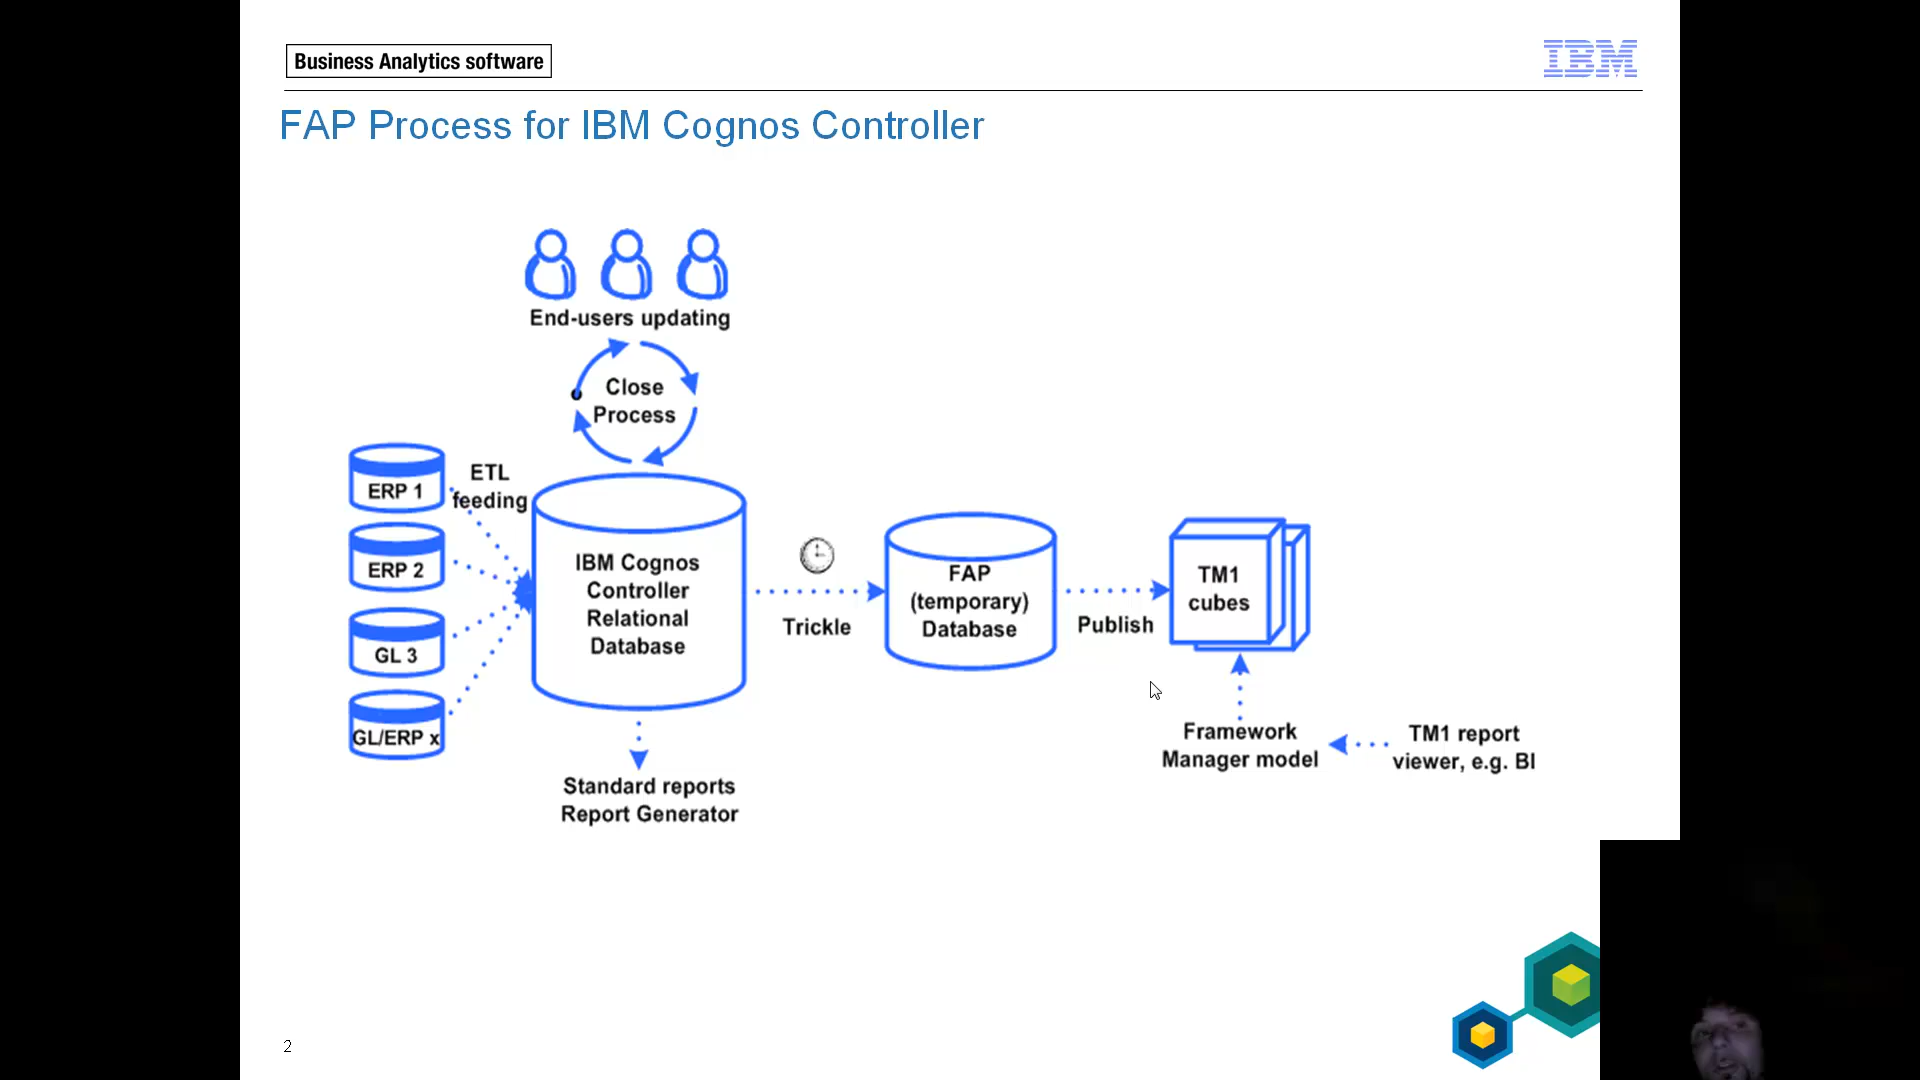 Business Analytics software
IBM
FAP Process for IBM Cognos Controller
End-users updating
Close
Process
ERP 1
ETL
feeding
ERP 2
GL 3
GL/ERP x
IBM Cognos
Controller
Relational
Database
Trickle
FAP
(temporary)
Database
Publish
TM1
cubes
Framework
Manager model
TM1 report
viewer, e.g. BI
Standard reports
Report Generator
2